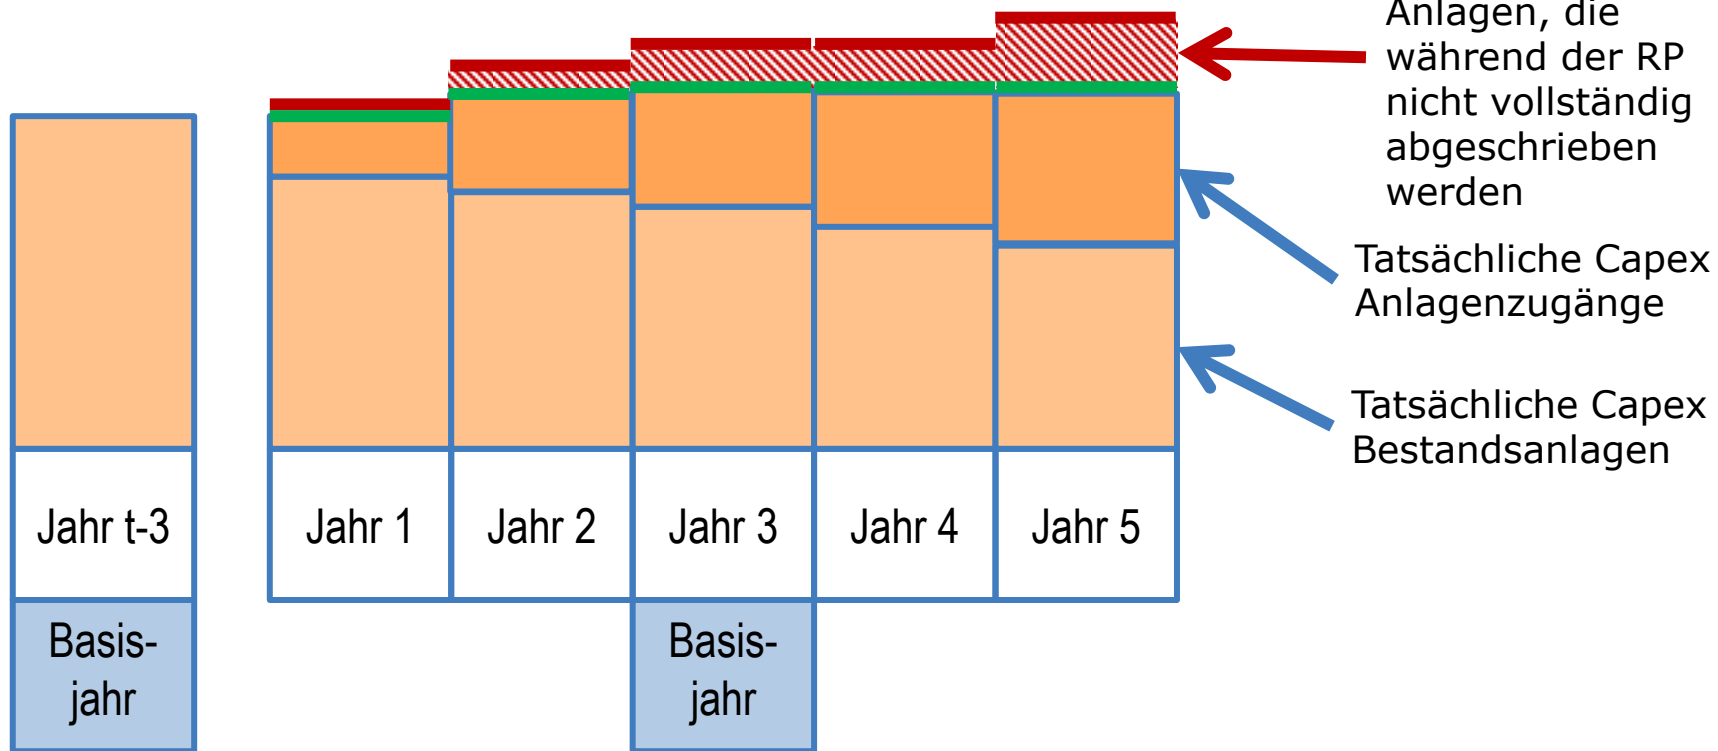 Anlagen, die
während der RP
nicht vollständig
abgeschrieben
werden
Tatsächliche Capex
Anlagenzugänge
Tatsächliche Capex
Bestandsanlagen
Jahr t-3
Jahr 1
Jahr 2
Jahr 3
Jahr 4
Jahr 5
Basis-
jahr
Basis-
jahr